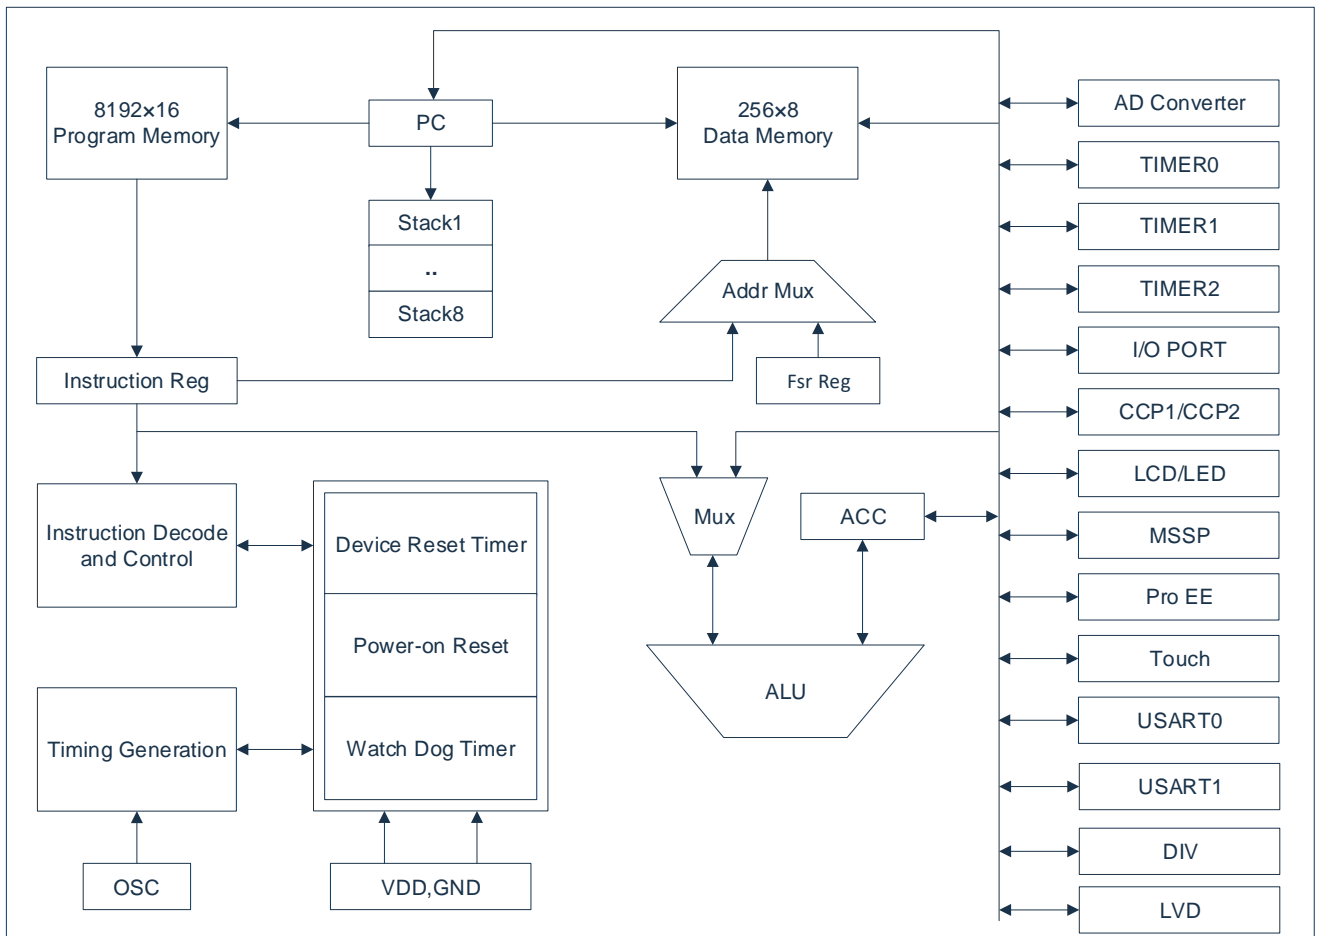 8192×16
Program Memory
PC
256×8
Data Memory
AD Converter
TIMER0
Stack1
..
Stack8
TIMER1
Addr Mux
TIMER2
I/O PORT
Instruction Reg
Fsr Reg
CCP1/CCP2
LCD/LED
Instruction Decode
and Control
Device Reset Timer
Mux
ACC
MSSP
Pro EE
Power-on Reset
Touch
ALU
USART0
Timing Generation
Watch Dog Timer
USART1
DIV
OSC
VDD,GND
LVD